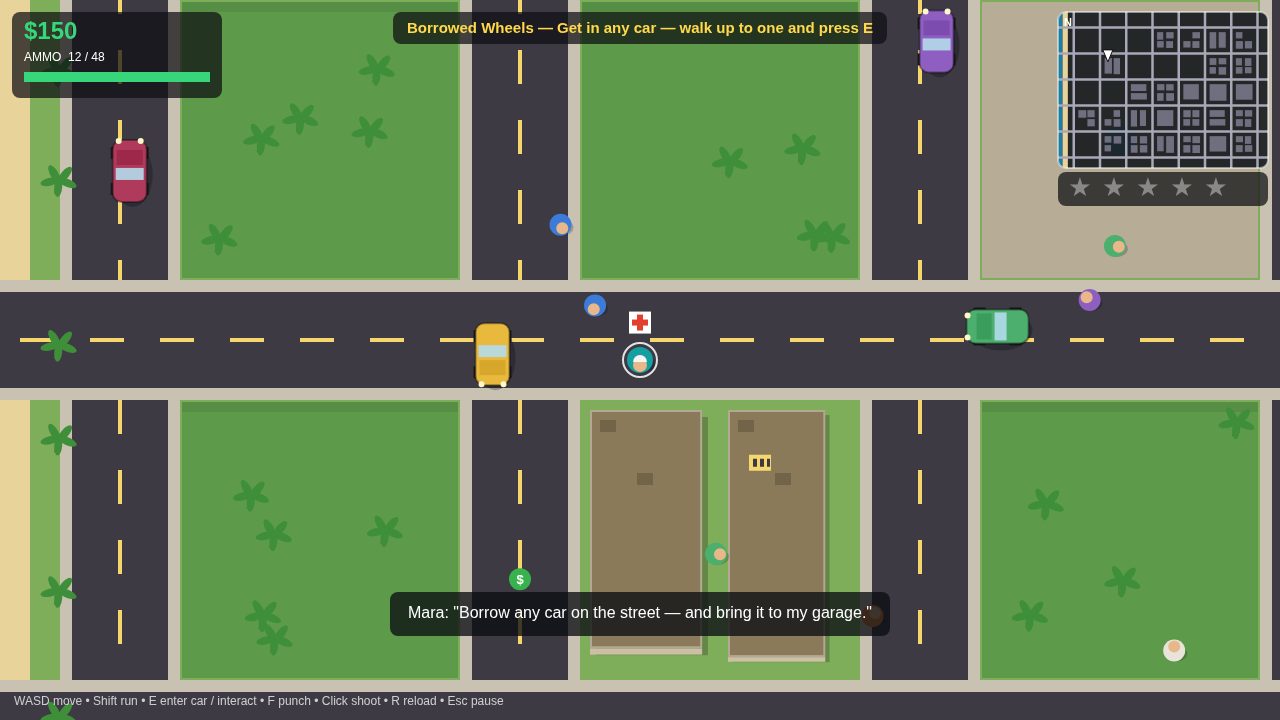 $150
AMMO 12 / 48
Borrowed Wheels — Get in any car — walk up to one and press E
N
$
Mara: "Borrow any car on the street — and bring it to my garage."
WASD move • Shift run • E enter car / interact • F punch • Click shoot • R reload • Esc pause